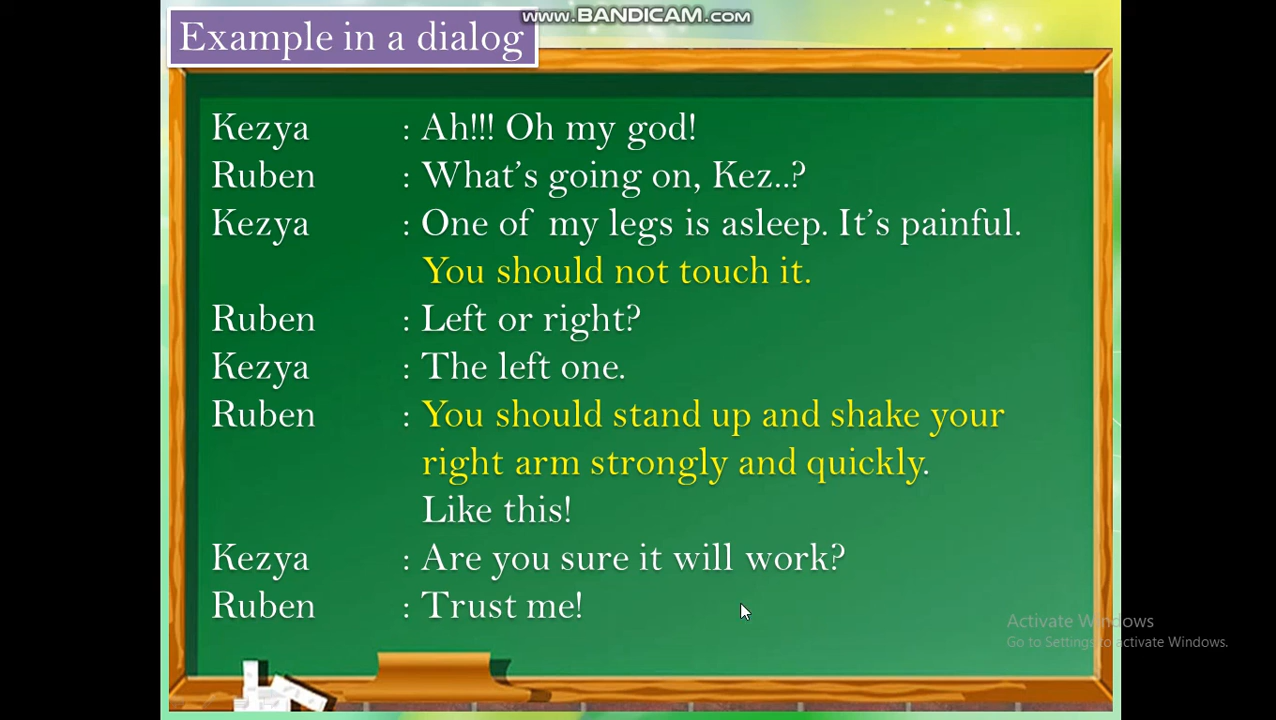 www.BANDICAM.com
Example in a dialog
Kezya : Ah!!! Oh my god!
Ruben : What's going on, Kez..?
Kezya : One of my legs is asleep. It's painful.
You should not touch it.
Ruben : Left or right?
Kezya : The left one.
Ruben : You should stand up and shake your
right arm strongly and quickly.
Like this!
Kezya : Are you sure it will work?
Ruben : Trust me!
Activate Windows
Go to Settings to activate Windows.